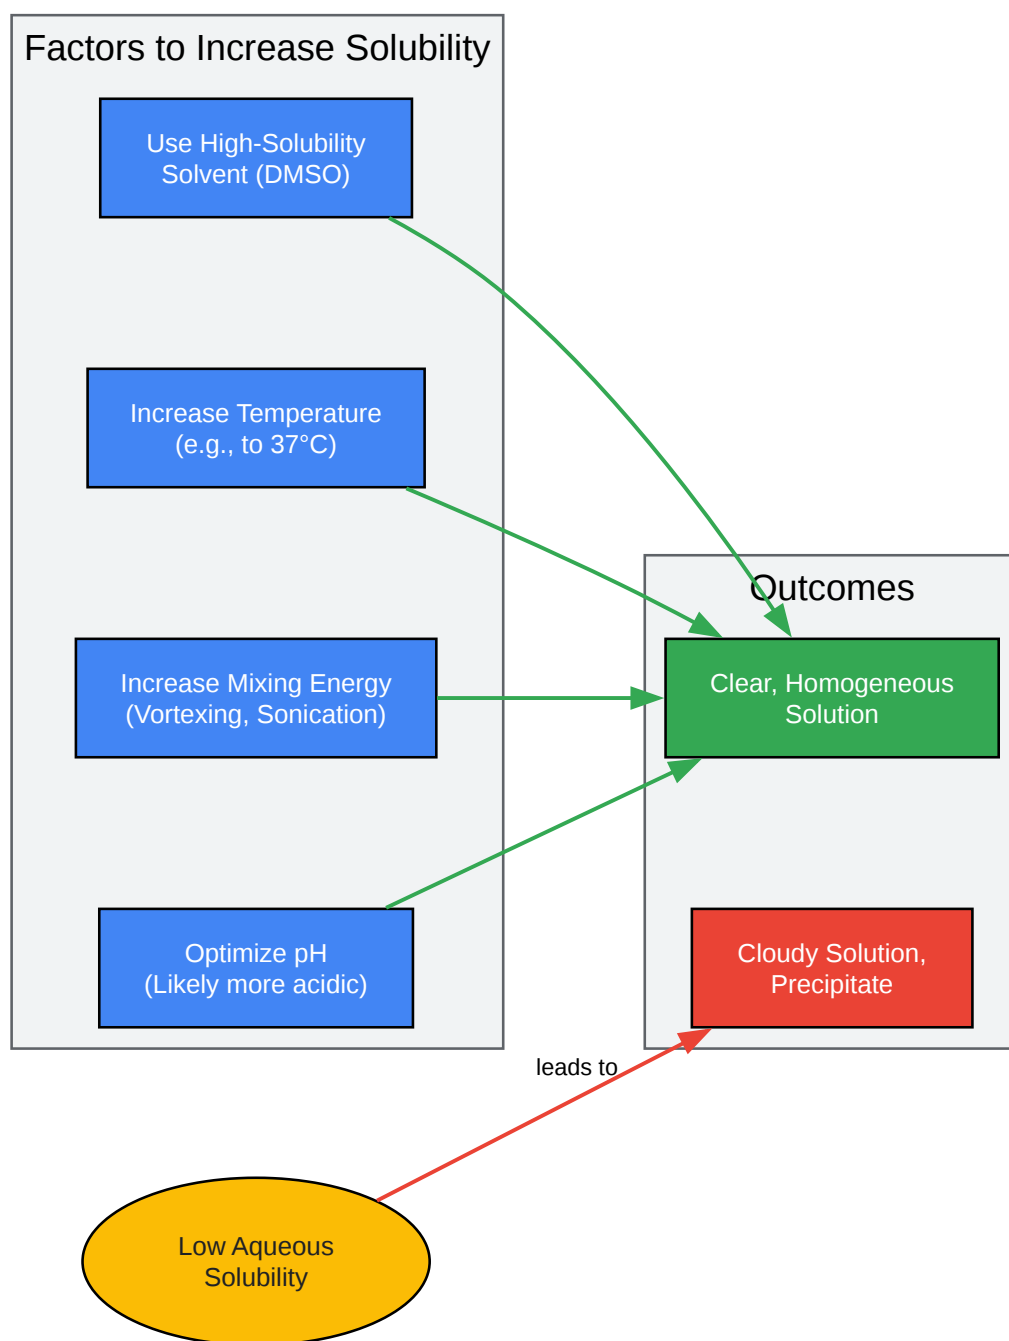 Factors to Increase Solubility
Use High-Solubility
Solvent (DMSO)
Increase Temperature
(e.g., to 37°C)
Increase Mixing Energy
(Vortexing, Sonication)
Optimize pH
(Likely more acidic)
Outcomes
Clear, Homogeneous
Solution
Cloudy Solution,
Precipitate
leads to
Low Aqueous
Solubility